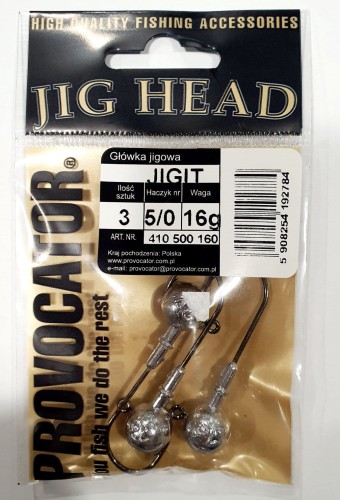 HIGH QUALITY FISHING ACCESSORIES
JIG HEAD
PROVOCATOR®
you fish we do the rest
Główka jigowa
JIGIT
Ilość sztuk
Haczyk nr
Waga
3
5/0
16g
ART. NR.
410 500 160
Kraj pochodzenia: Polska
www.provocator.com.pl
e-mail: provocator@provocator.com.pl
5 908254 192784